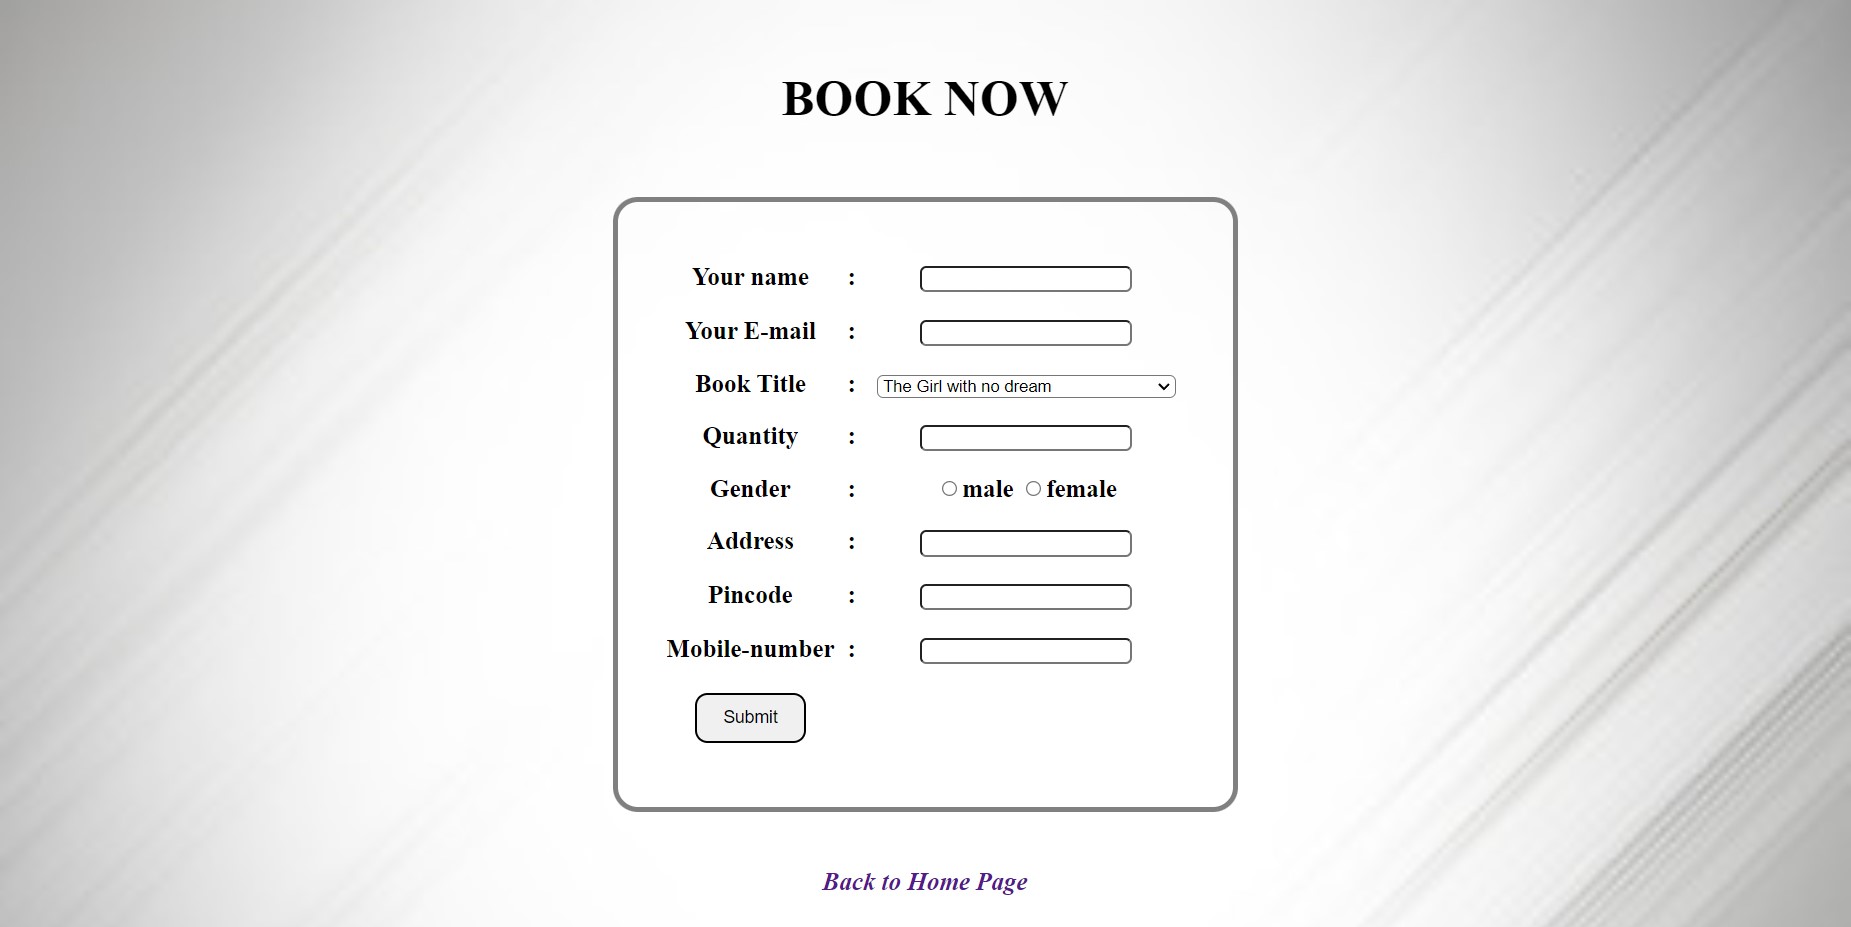 BOOK NOW
Your name :
Your E-mail :
Book Title : The Girl with no dream
Quantity :
Gender : male female
Address :
Pincode :
Mobile-number :
Submit
Back to Home Page